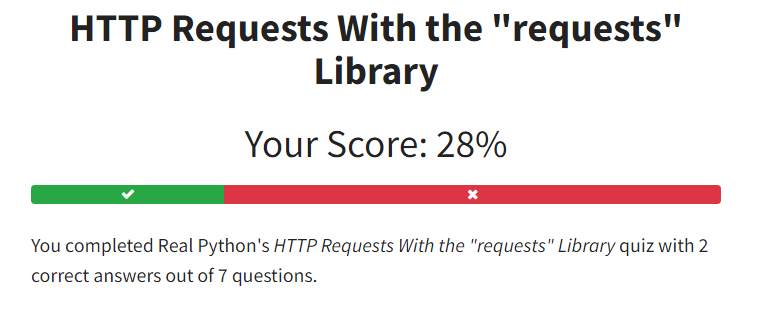 HTTP Requests With the "requests"
Library
Your Score: 28%
You completed Real Python's HTTP Requests With the "requests" Library quiz with 2
correct answers out of 7 questions.